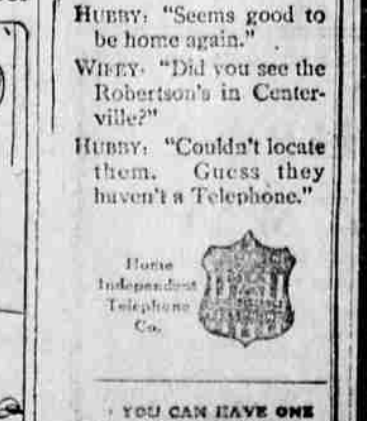 HUBBY: "Seems good to
be home again."
WIFEY: "Did you see the
Robertson's in Center-
ville?"
HUBBY: "Couldn't locate
them. Guess they
haven't a Telephone."
Home
Independent
Telephone
Co.
YOU CAN HAVE ONE